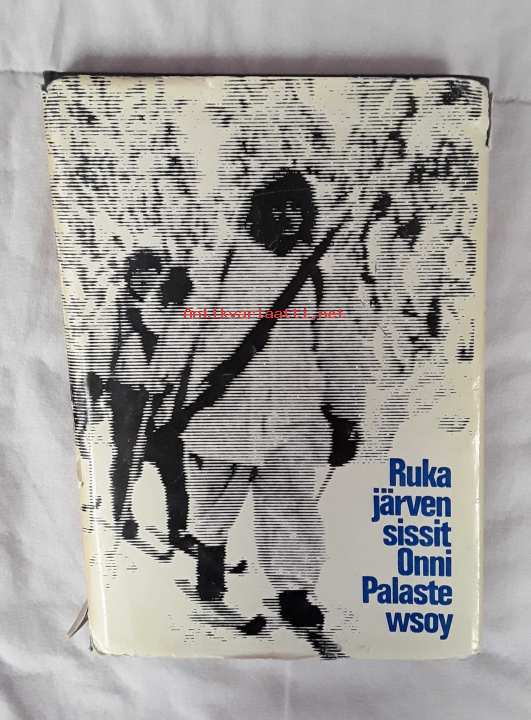 Antikvariaatti.net
Ruka
järven
sissit
Onni
Palaste
wsoy